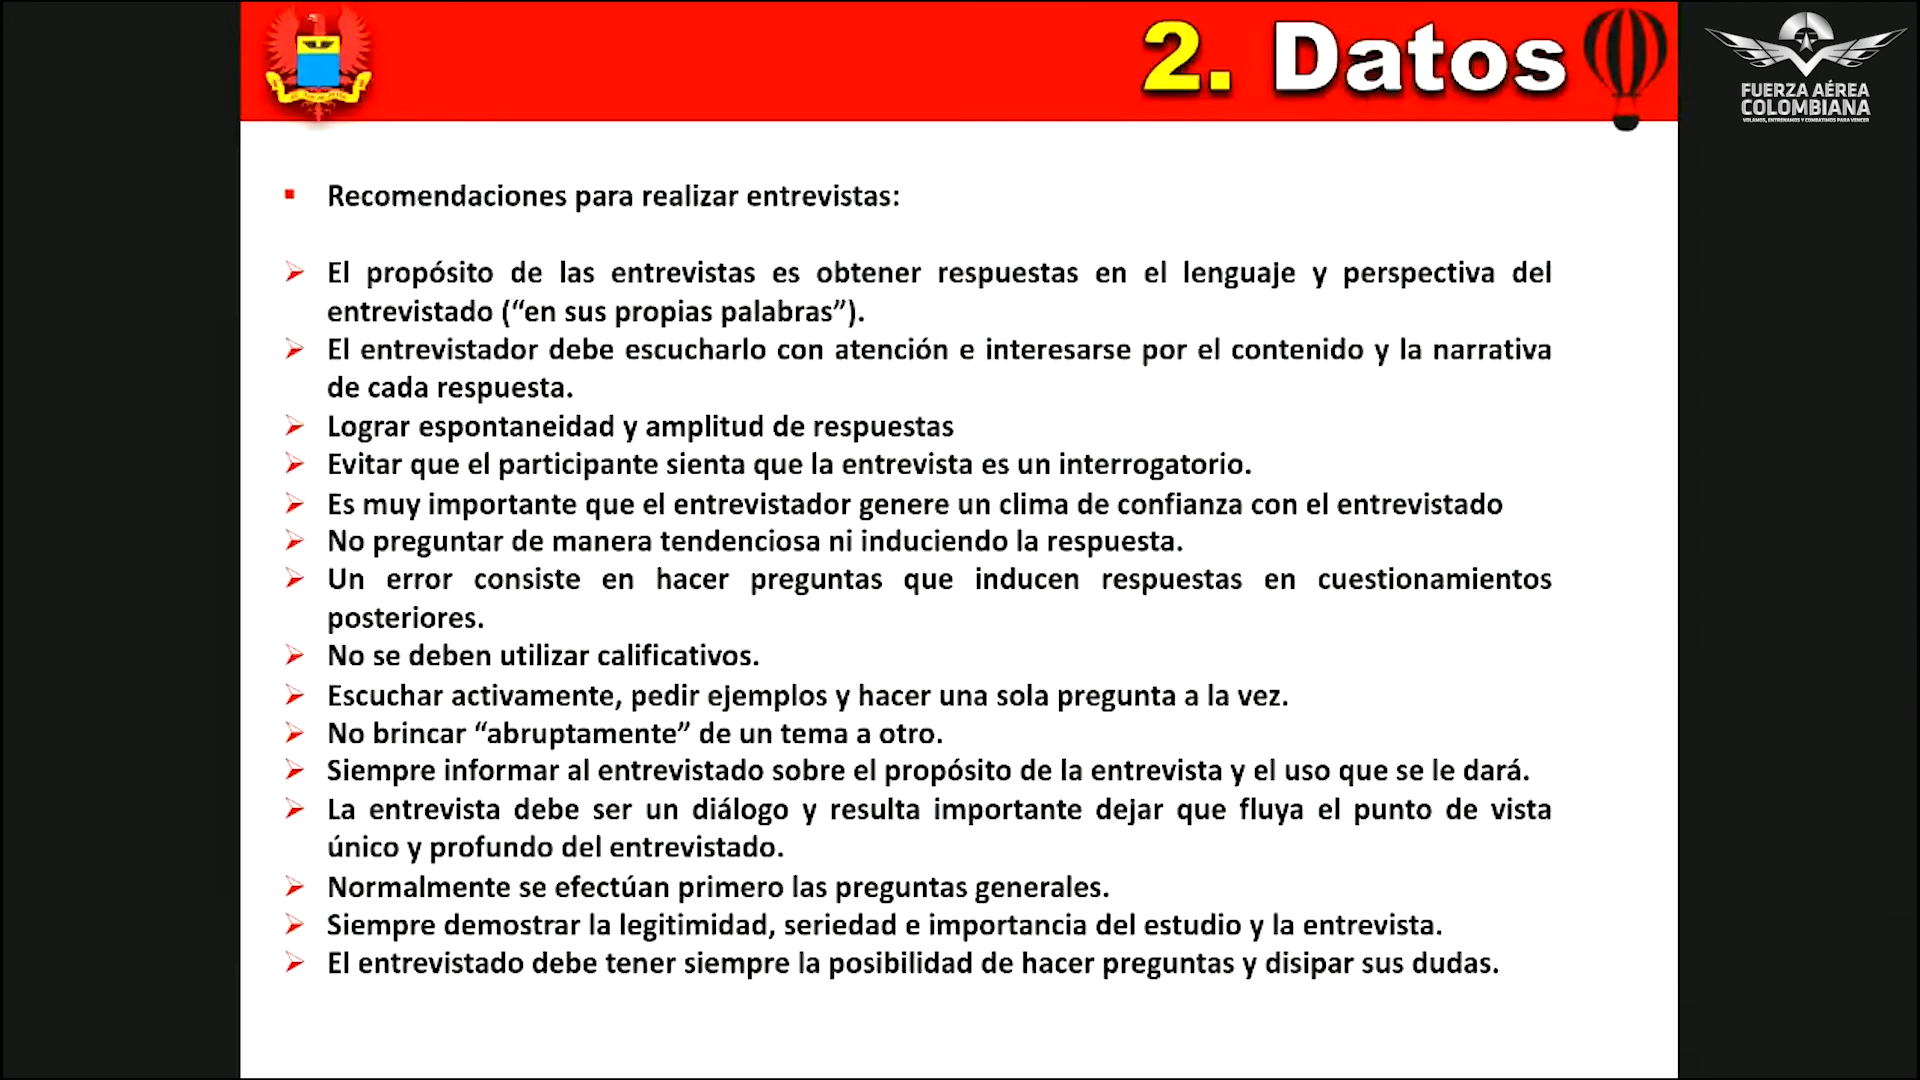 2. Datos
FUERZA AÉREA
COLOMBIANA
VOLAMOS, ENTRENAMOS Y COMBATIMOS PARA VENCER
Recomendaciones para realizar entrevistas:
El propósito de las entrevistas es obtener respuestas en el lenguaje y perspectiva del
entrevistado (“en sus propias palabras”).
El entrevistador debe escucharlo con atención e interesarse por el contenido y la narrativa
de cada respuesta.
Lograr espontaneidad y amplitud de respuestas
Evitar que el participante sienta que la entrevista es un interrogatorio.
Es muy importante que el entrevistador genere un clima de confianza con el entrevistado
No preguntar de manera tendenciosa ni induciendo la respuesta.
Un error consiste en hacer preguntas que inducen respuestas en cuestionamientos
posteriores.
No se deben utilizar calificativos.
Escuchar activamente, pedir ejemplos y hacer una sola pregunta a la vez.
No brincar “abruptamente” de un tema a otro.
Siempre informar al entrevistado sobre el propósito de la entrevista y el uso que se le dará.
La entrevista debe ser un diálogo y resulta importante dejar que fluya el punto de vista
único y profundo del entrevistado.
Normalmente se efectúan primero las preguntas generales.
Siempre demostrar la legitimidad, seriedad e importancia del estudio y la entrevista.
El entrevistado debe tener siempre la posibilidad de hacer preguntas y disipar sus dudas.